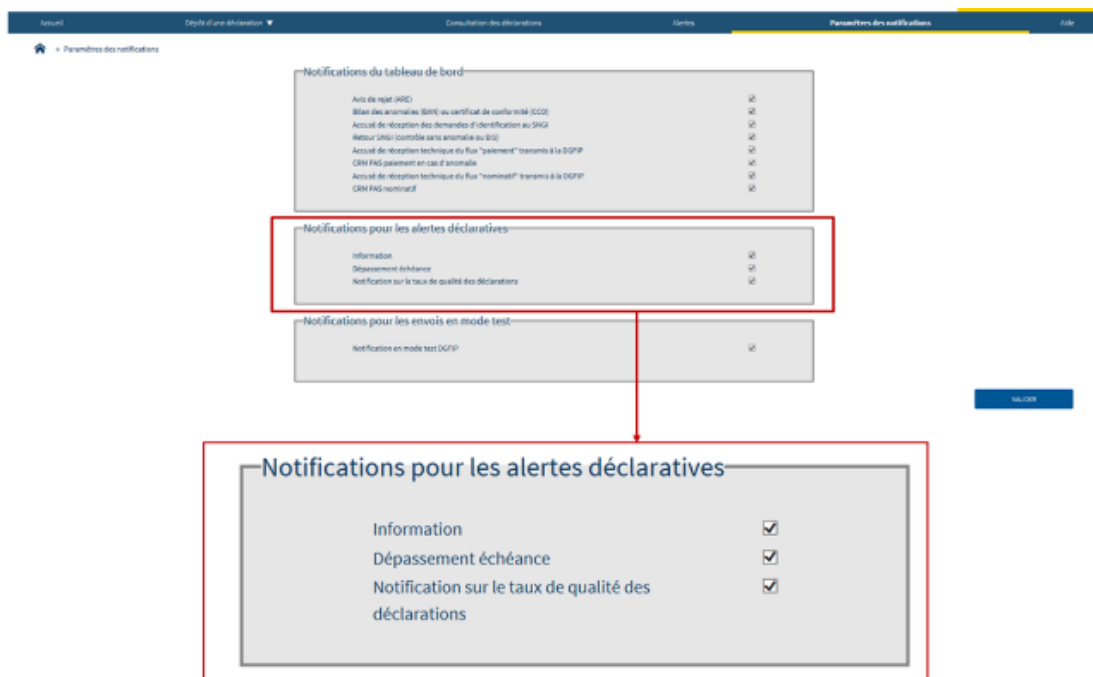 Accueil Dépôt d'une déclaration ▼ Consultation des déclarations Alertes Paramètres des notifications Aide
> Paramètres des notifications
Notifications du tableau de bord
Avis de rejet (ARE)
Bilan des anomalies (BAN) ou certificat de conformité (CCO)
Accusé de réception des demandes d'identification au SNGI
Retour SNGI (contrôle sans anomalie ou BIS)
Accusé de réception technique du flux "paiement" transmis à la DGFIP
CRM PAS paiement en cas d'anomalie
Accusé de réception technique du flux "nominatif" transmis à la DGFIP
CRM PAS nominatif
Notifications pour les alertes déclaratives
Information
Dépassement échéance
Notification sur le taux de qualité des déclarations
Notifications pour les envois en mode test
Notification en mode test DGFIP
VALIDER
Notifications pour les alertes déclaratives
Information
Dépassement échéance
Notification sur le taux de qualité des
déclarations